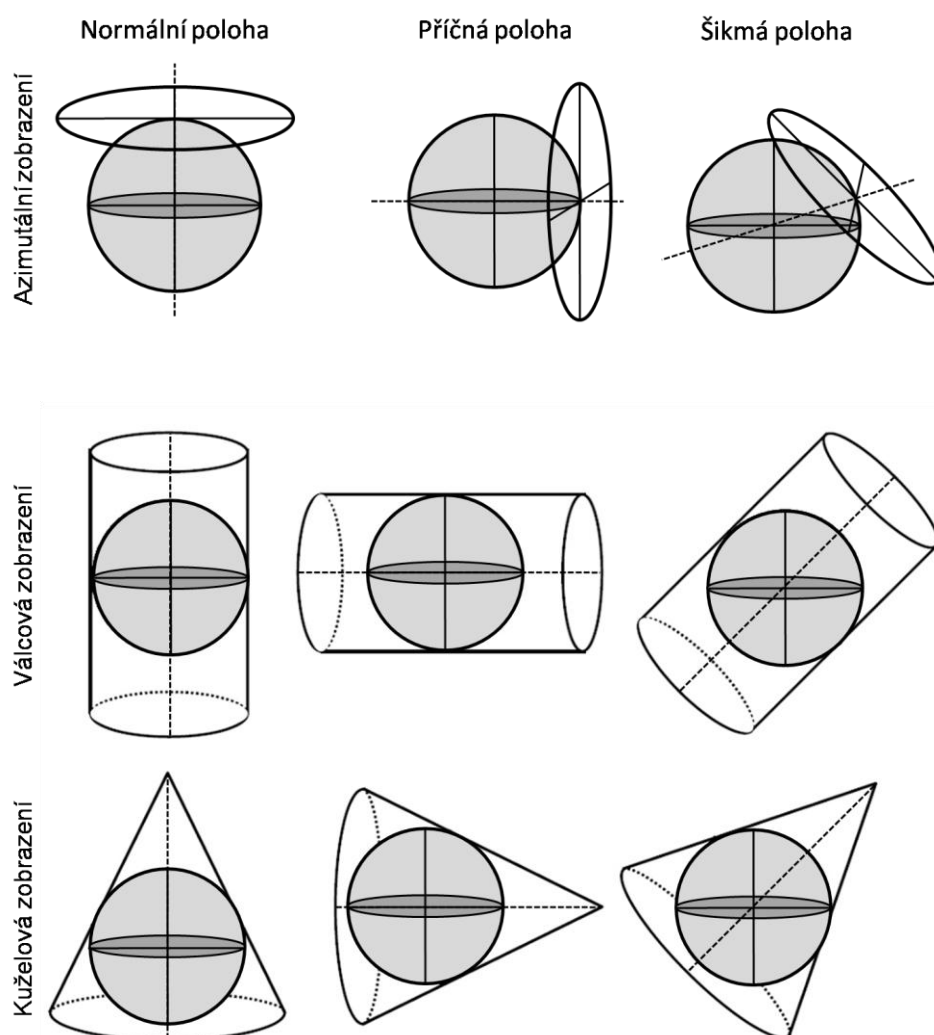 Normální poloha
Příčná poloha
Šikmá poloha
Azimutální zobrazení
Válcová zobrazení
Kuželová zobrazení